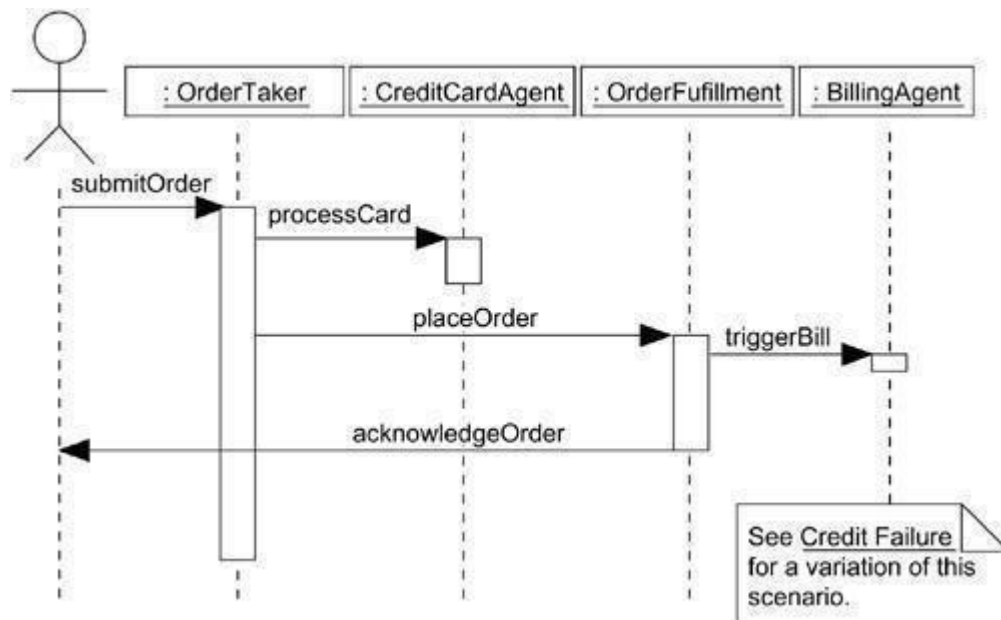 : OrderTaker
: CreditCardAgent
: OrderFufillment
: BillingAgent
submitOrder
processCard
placeOrder
triggerBill
acknowledgeOrder
See Credit Failure
for a variation of this
scenario.